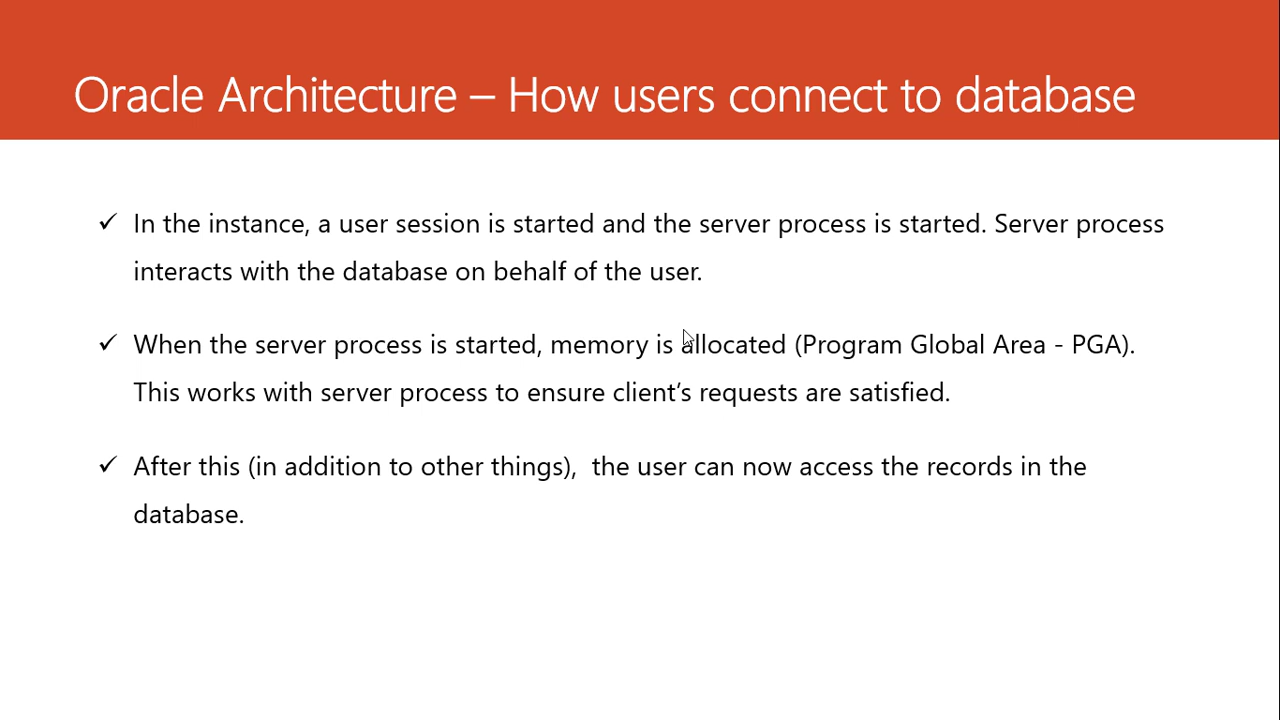 Oracle Architecture – How users connect to database
✓ In the instance, a user session is started and the server process is started. Server process
interacts with the database on behalf of the user.
✓ When the server process is started, memory is allocated (Program Global Area - PGA).
This works with server process to ensure client’s requests are satisfied.
✓ After this (in addition to other things),  the user can now access the records in the
database.